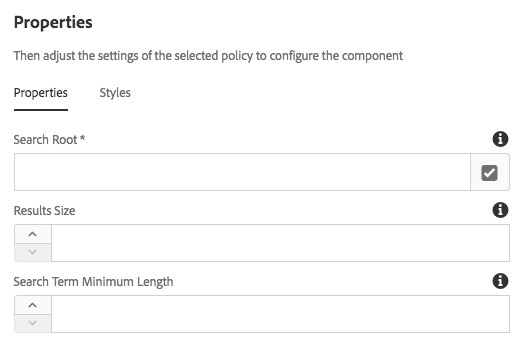 Properties
Then adjust the settings of the selected policy to configure the component
Properties Styles
Search Root *
Results Size
Search Term Minimum Length